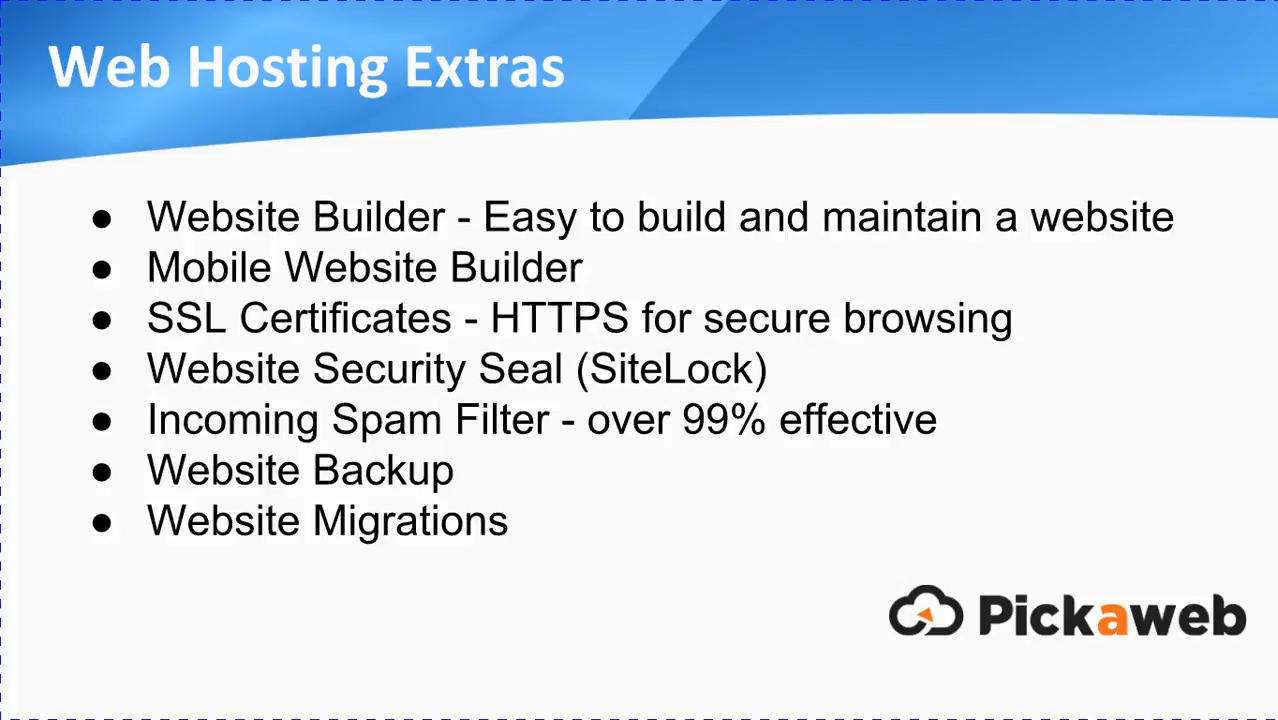 Web Hosting Extras
● Website Builder - Easy to build and maintain a website
● Mobile Website Builder
● SSL Certificates - HTTPS for secure browsing
● Website Security Seal (SiteLock)
● Incoming Spam Filter - over 99% effective
● Website Backup
● Website Migrations
Pickaweb